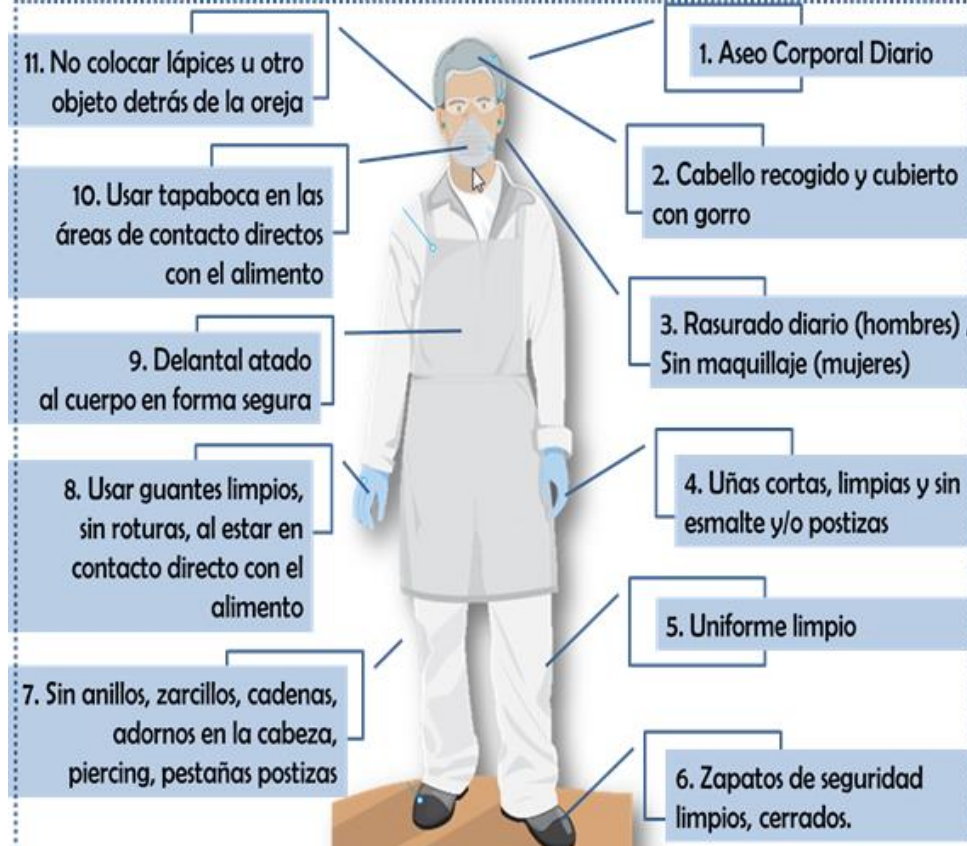 1. Aseo Corporal Diario
2. Cabello recogido y cubierto
con gorro
3. Rasurado diario (hombres)
Sin maquillaje (mujeres)
4. Uñas cortas, limpias y sin
esmalte y/o postizas
5. Uniforme limpio
6. Zapatos de seguridad
limpios, cerrados.
7. Sin anillos, zarcillos, cadenas,
adornos en la cabeza,
piercing, pestañas postizas
8. Usar guantes limpios,
sin roturas, al estar en
contacto directo con el
alimento
9. Delantal atado
al cuerpo en forma segura
10. Usar tapaboca en las
áreas de contacto directos
con el alimento
11. No colocar lápices u otro
objeto detrás de la oreja